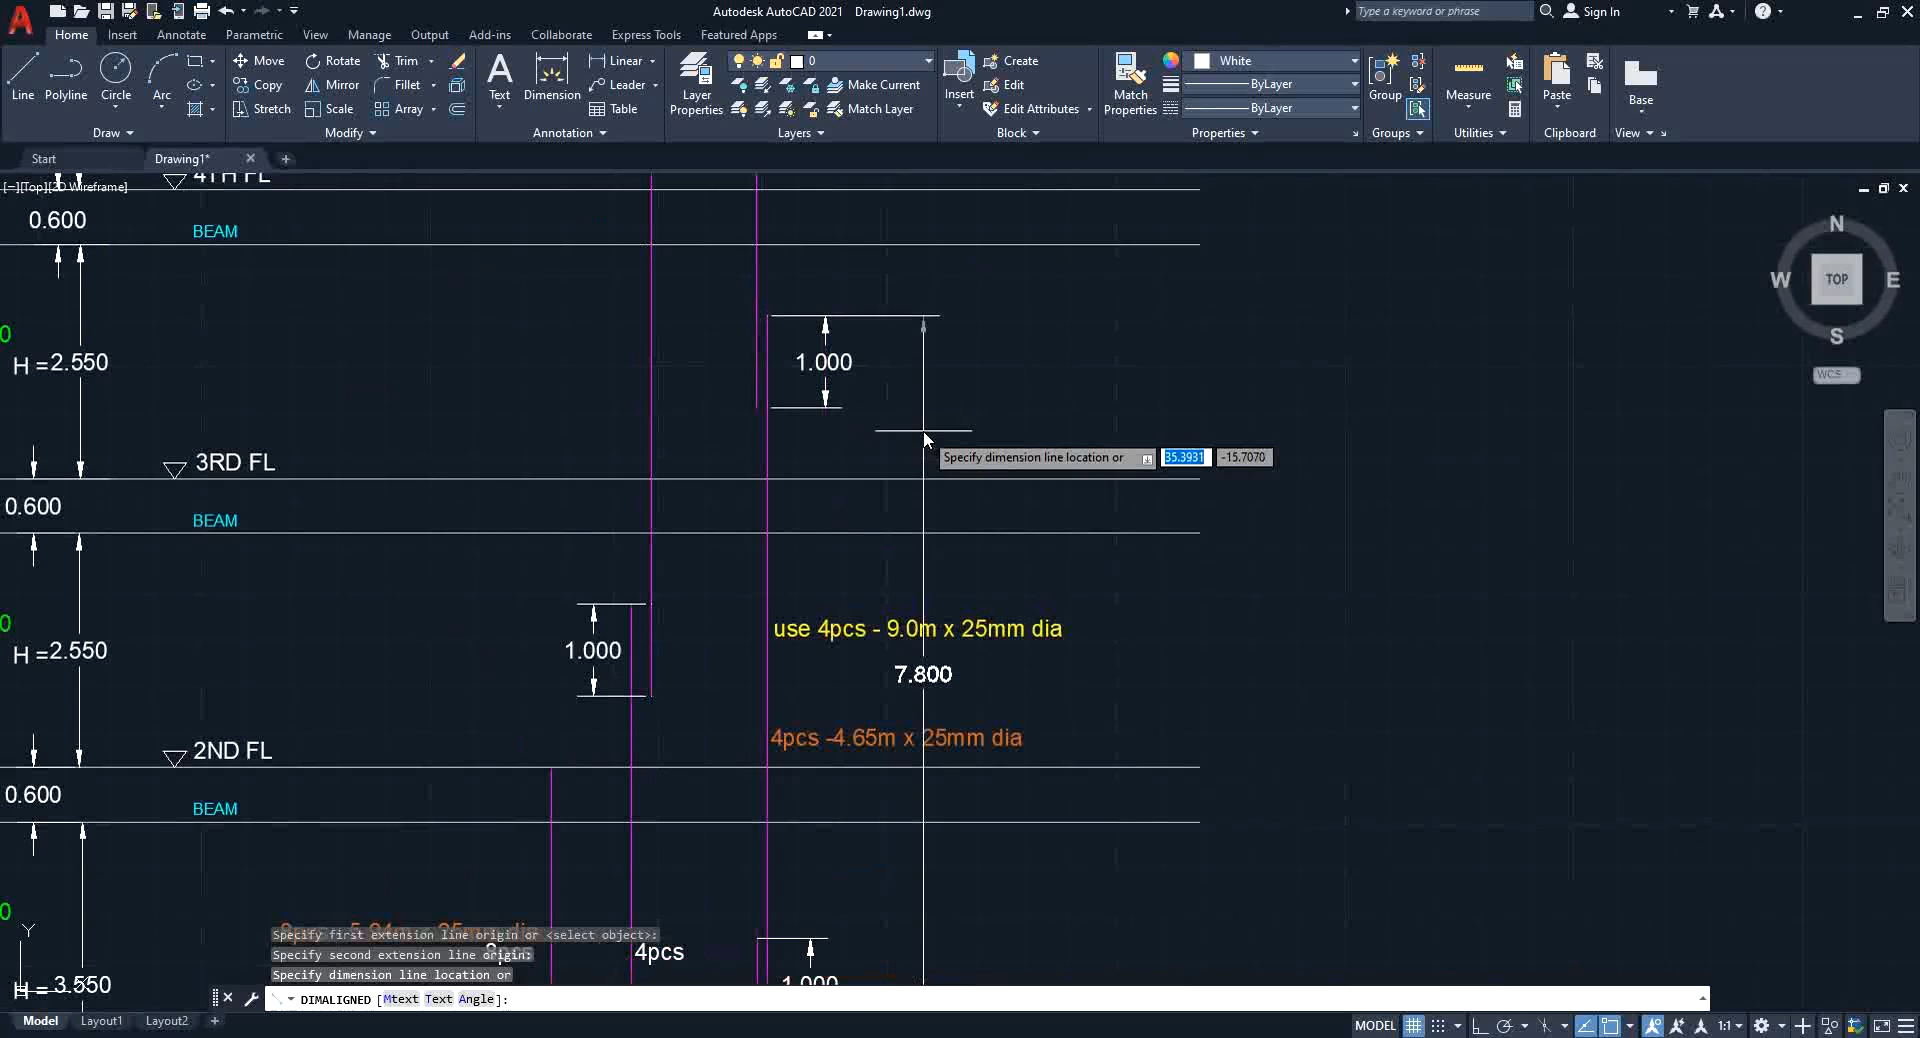 Autodesk AutoCAD 2021 Drawing1.dwg
Type a keyword or phrase
Sign In
Home Insert Annotate Parametric View Manage Output Add-ins Collaborate Express Tools Featured Apps
Line Polyline Circle Arc
Move Rotate Trim
Copy Mirror Fillet
Stretch Scale Array
Text Dimension
Linear
Leader
Table
Layer Properties
0
Make Current
Match Layer
Insert
Create
Edit
Edit Attributes
Match Properties
White
ByLayer
ByLayer
Group
Measure
Paste
Base
Draw Modify Annotation Layers Block Properties Groups Utilities Clipboard View
Start Drawing1*
[−][Top][2D Wireframe]
4TH FL
0.600
BEAM
N
W TOP E
S
WCS
0
H =2.550
1.000
Specify dimension line location or 35.3931 -15.7070
3RD FL
0.600
BEAM
0
H =2.550
1.000
use 4pcs - 9.0m x 25mm dia
7.800
4pcs -4.65m x 25mm dia
2ND FL
0.600
BEAM
0
Y
Specify first extension line origin or <select object>:
Specify second extension line origin:
4pcs
Specify dimension line location or
1.000
H = 3.550
DIMALIGNED [Mtext Text Angle]:
Model Layout1 Layout2
MODEL 1:1